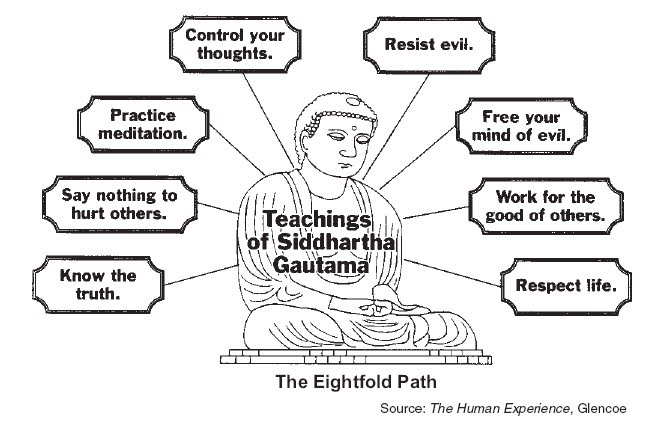 Control your
thoughts.
Resist evil.
Practice
meditation.
Free your
mind of evil.
Say nothing to
hurt others.
Work for the
good of others.
Know the
truth.
Respect life.
Teachings
of Siddhartha
Gautama
The Eightfold Path
Source: The Human Experience, Glencoe